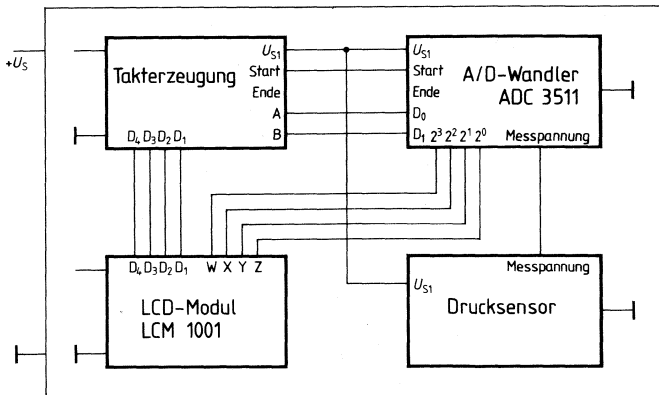 +U_S
U_S1
Takterzeugung
Start
Ende
A
B
D_4 D_3 D_2 D_1
U_S1
Start
A/D-Wandler
Ende
ADC 3511
D_0
D_1 2^3 2^2 2^1 2^0 Messpannung
D_4 D_3 D_2 D_1 W X Y Z
LCD-Modul
LCM 1001
Messpannung
U_S1
Drucksensor